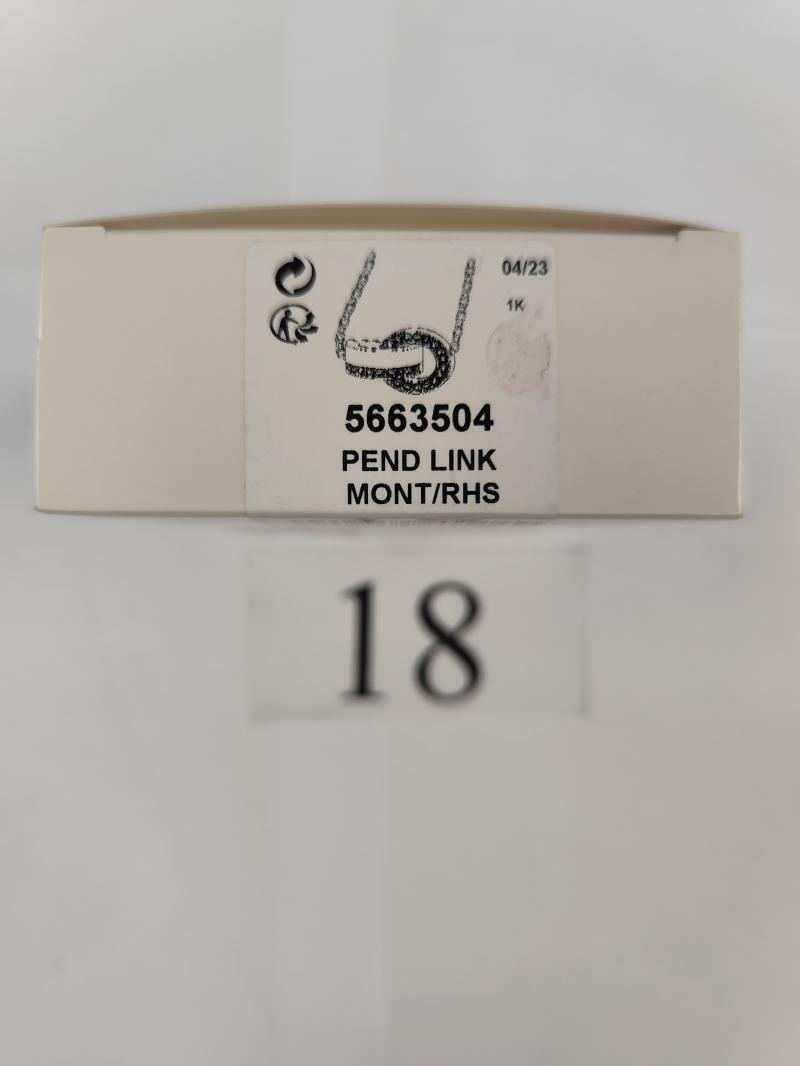 04/23
1K
5663504
PEND LINK
MONT/RHS
18